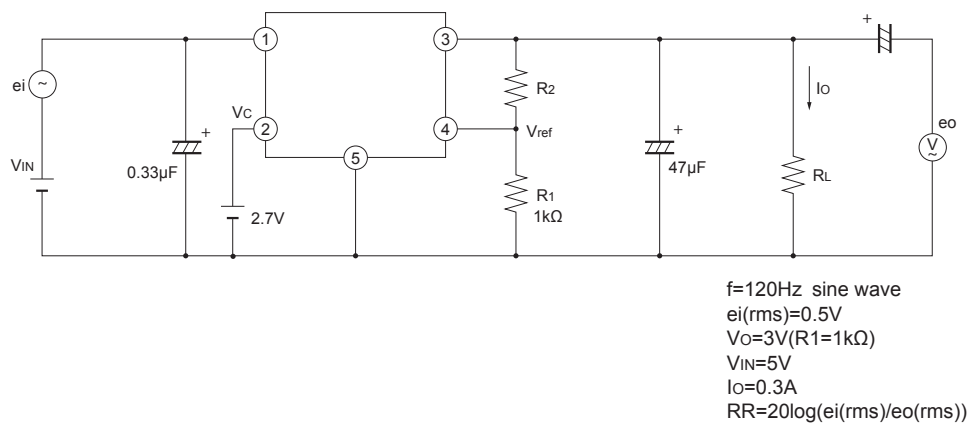 +
1
3
ei
~
R2
IO
VC
2
4
Vref
eo
+
+
V
~
VIN
0.33µF
5
47µF
RL
2.7V
R1
1kΩ
f=120Hz sine wave
ei(rms)=0.5V
VO=3V(R1=1kΩ)
VIN=5V
IO=0.3A
RR=20log(ei(rms)/eo(rms))